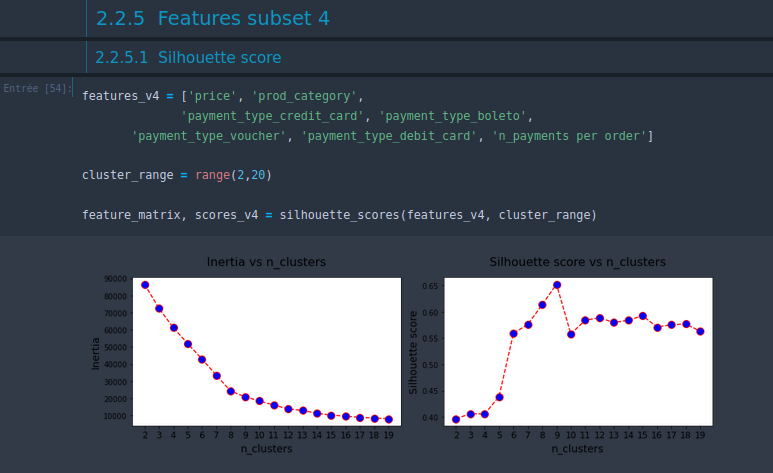 2.2.5 Features subset 4
2.2.5.1 Silhouette score
Entrée [54]:
features_v4 = ['price', 'prod_category',
'payment_type_credit_card', 'payment_type_boleto',
'payment_type_voucher', 'payment_type_debit_card', 'n_payments per order']
cluster_range = range(2,20)
feature_matrix, scores_v4 = silhouette_scores(features_v4, cluster_range)
Inertia vs n_clusters
90000
80000
70000
60000
50000
40000
30000
20000
10000
Inertia
2 3 4 5 6 7 8 9 10 11 12 13 14 15 16 17 18 19
n_clusters
Silhouette score vs n_clusters
0.65
0.60
0.55
0.50
0.45
0.40
Silhouette score
2 3 4 5 6 7 8 9 10 11 12 13 14 15 16 17 18 19
n_clusters